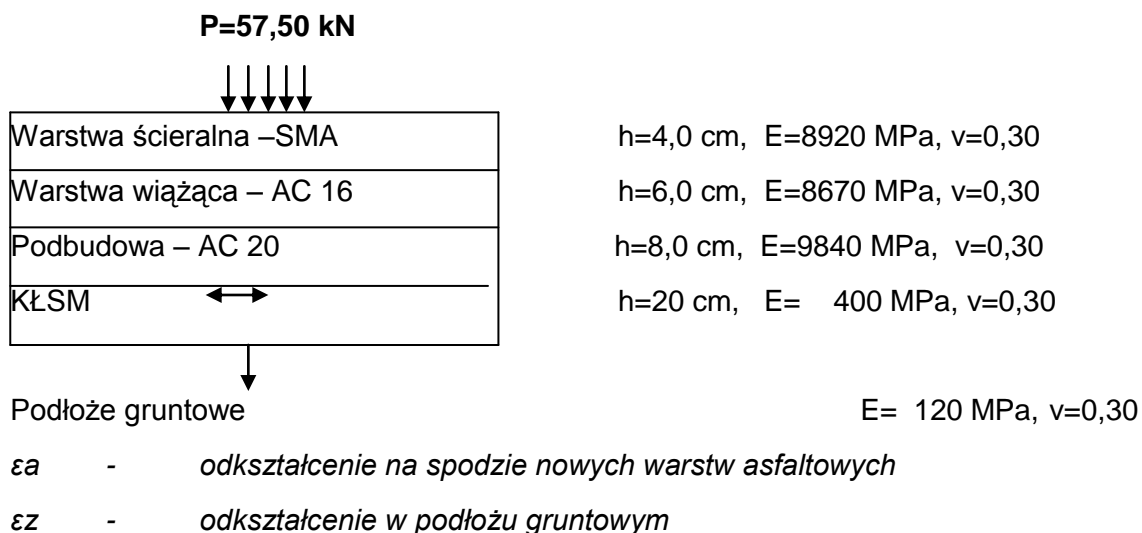 P=57,50 kN
Warstwa ścieralna –SMA h=4,0 cm, E=8920 MPa, v=0,30
Warstwa wiążąca – AC 16 h=6,0 cm, E=8670 MPa, v=0,30
Podbudowa – AC 20 h=8,0 cm, E=9840 MPa, v=0,30
KŁSM h=20 cm, E= 400 MPa, v=0,30
Podłoże gruntowe E= 120 MPa, v=0,30
εa - odkształcenie na spodzie nowych warstw asfaltowych
εz - odkształcenie w podłożu gruntowym